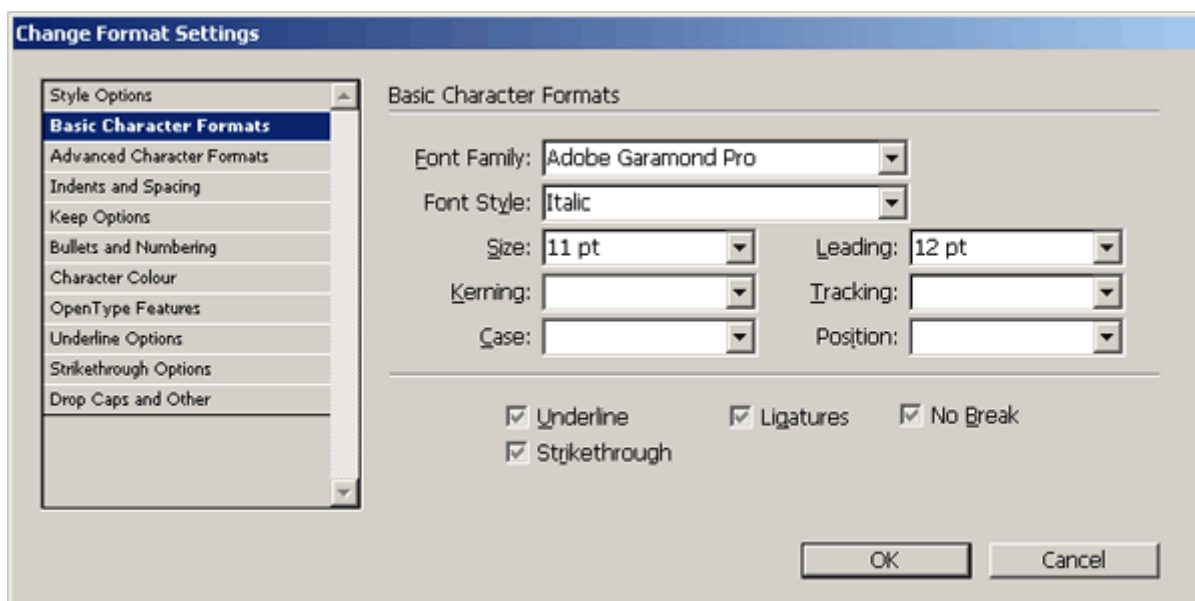 Change Format Settings
Style Options
Basic Character Formats
Advanced Character Formats
Indents and Spacing
Keep Options
Bullets and Numbering
Character Colour
OpenType Features
Underline Options
Strikethrough Options
Drop Caps and Other
Basic Character Formats
Font Family: Adobe Garamond Pro
Font Style: Italic
Size: 11 pt Leading: 12 pt
Kerning: Tracking:
Case: Position:
Underline Ligatures No Break
Strikethrough
OK Cancel